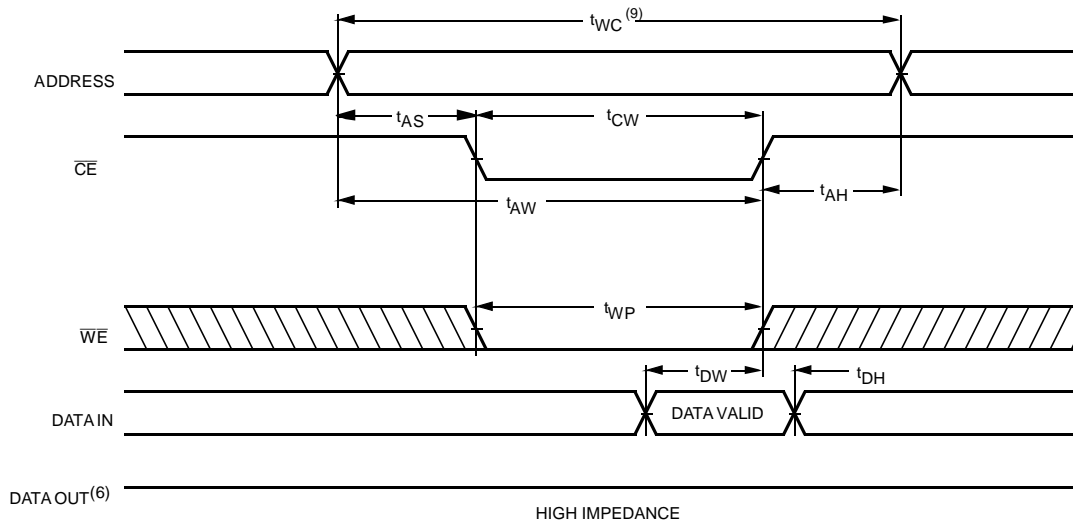 tWC(9)
ADDRESS
tAS
tCW
CE
tAH
tAW
tWP
WE
tDW
tDH
DATA IN
DATA VALID
DATA OUT(6)
HIGH IMPEDANCE